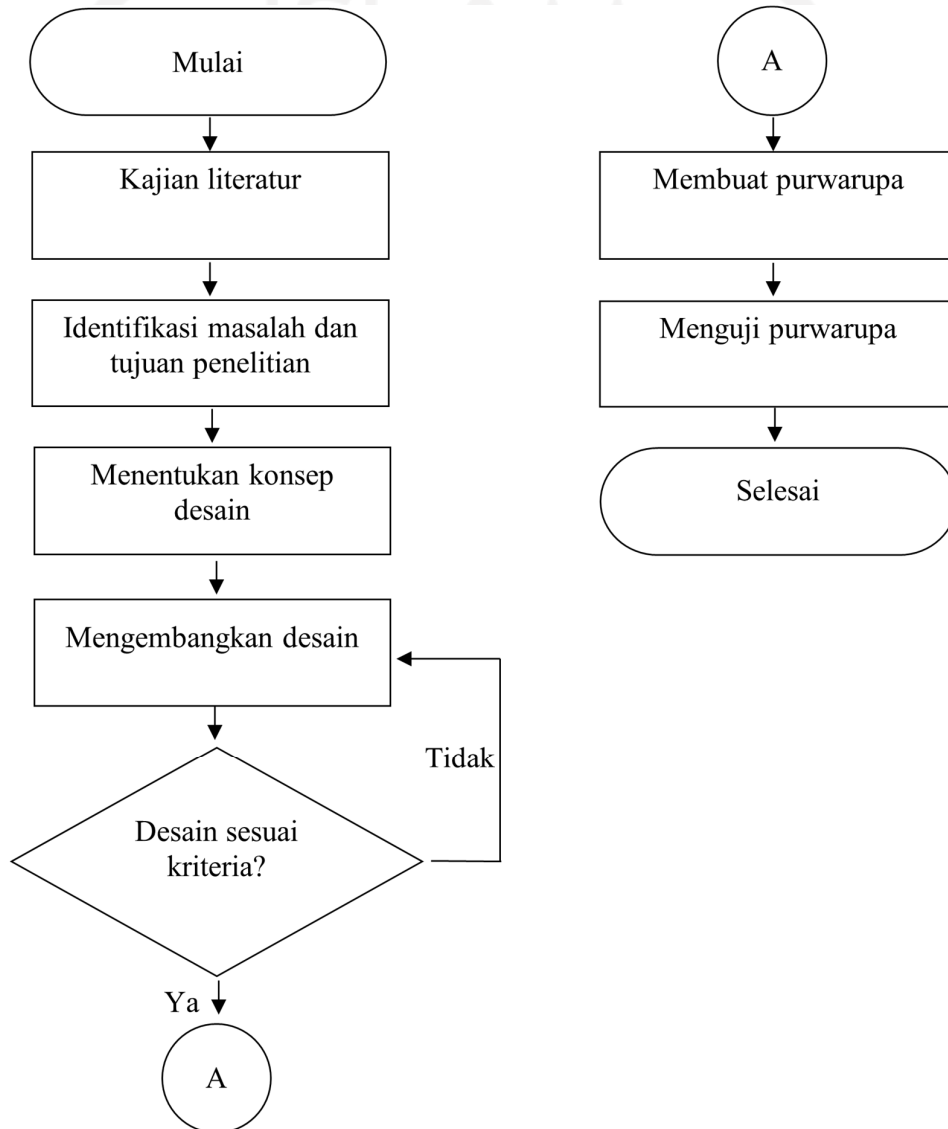 Mulai
Kajian literatur
Identifikasi masalah dan
tujuan penelitian
Menentukan konsep
desain
Mengembangkan desain
Tidak
Desain sesuai
kriteria?
Ya
A
A
Membuat purwarupa
Menguji purwarupa
Selesai